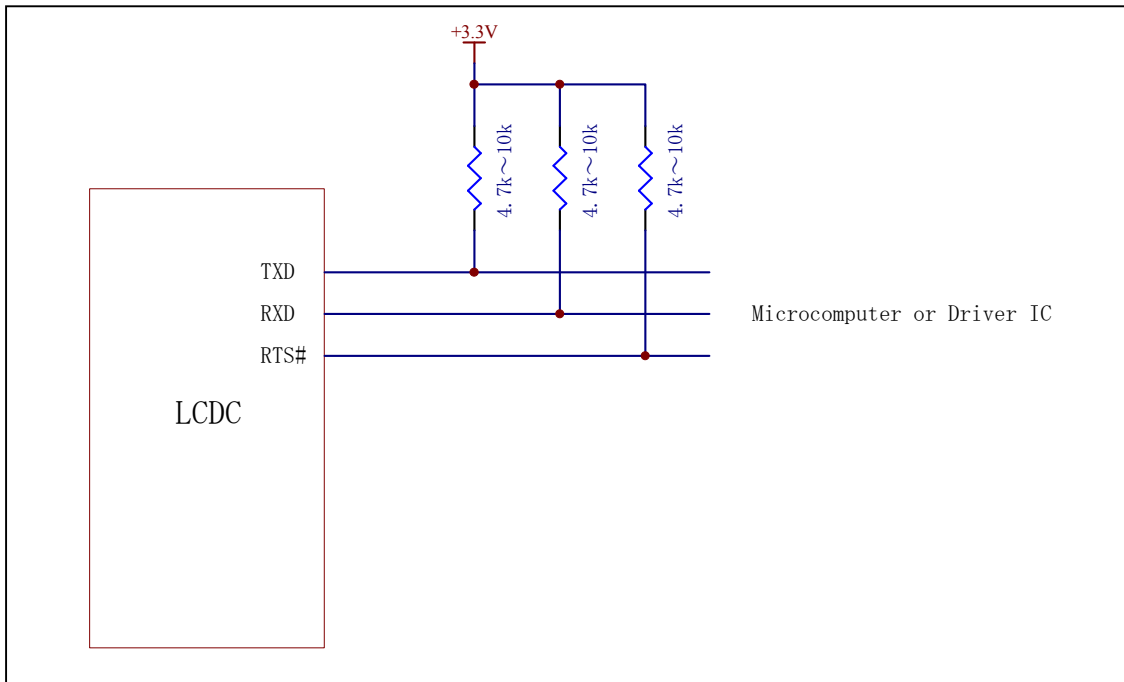 +3.3V
4.7k～10k
4.7k～10k
4.7k～10k
TXD
RXD
RTS#
Microcomputer or Driver IC
LCDC